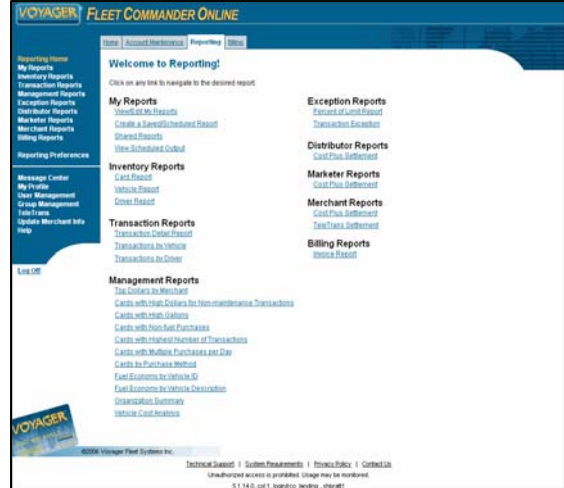 VOYAGER FLEET COMMANDER ONLINE
Home Account Maintenance Reporting Billing
Reporting Home
My Reports
Inventory Reports
Transaction Reports
Management Reports
Exception Reports
Distributor Reports
Marketer Reports
Merchant Reports
Billing Reports
Reporting Preferences
Message Center
My Profile
User Management
Group Management
TeleTrans
Update Merchant Info
Help
Log Off
Welcome to Reporting!
Click on any link to navigate to the desired report.
My Reports
View/Edit My Reports
Create a Saved/Scheduled Report
Shared Reports
View Scheduled Output
Inventory Reports
Card Report
Vehicle Report
Driver Report
Transaction Reports
Transaction Detail Report
Transactions by Vehicle
Transactions by Driver
Management Reports
Top Dollars by Merchant
Cards with High Dollars for Non-maintenance Transactions
Cards with High Gallons
Cards with Non-fuel Purchases
Cards with Highest Number of Transactions
Cards with Multiple Purchases per Day
Cards by Purchase Method
Fuel Economy by Vehicle ID
Fuel Economy by Vehicle Description
Organization Summary
Vehicle Cost Analysis
Exception Reports
Percent of Limit Report
Transaction Exception
Distributor Reports
Cost Plus Settlement
Marketer Reports
Cost Plus Settlement
Merchant Reports
Cost Plus Settlement
TeleTrans Settlement
Billing Reports
Invoice Report
VOYAGER
©2006 Voyager Fleet Systems Inc.
Technical Support | System Requirements | Privacy Policy | Contact Us
Unauthorized access is prohibited. Usage may be monitored.